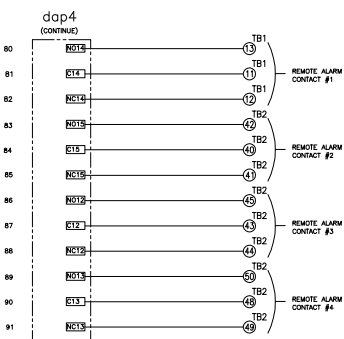 dap4
(CONTINUE)
80 NO14 13 TB1
81 C14 11 TB1 REMOTE ALARM
CONTACT #1
82 NC14 12 TB1
83 NO15 42 TB2
84 C15 40 TB2 REMOTE ALARM
CONTACT #2
85 NC15 41 TB2
86 NO12 45 TB2
87 C12 43 TB2 REMOTE ALARM
CONTACT #3
88 NC12 44 TB2
89 NO13 50 TB2
90 C13 48 TB2 REMOTE ALARM
CONTACT #4
91 NC13 49 TB2